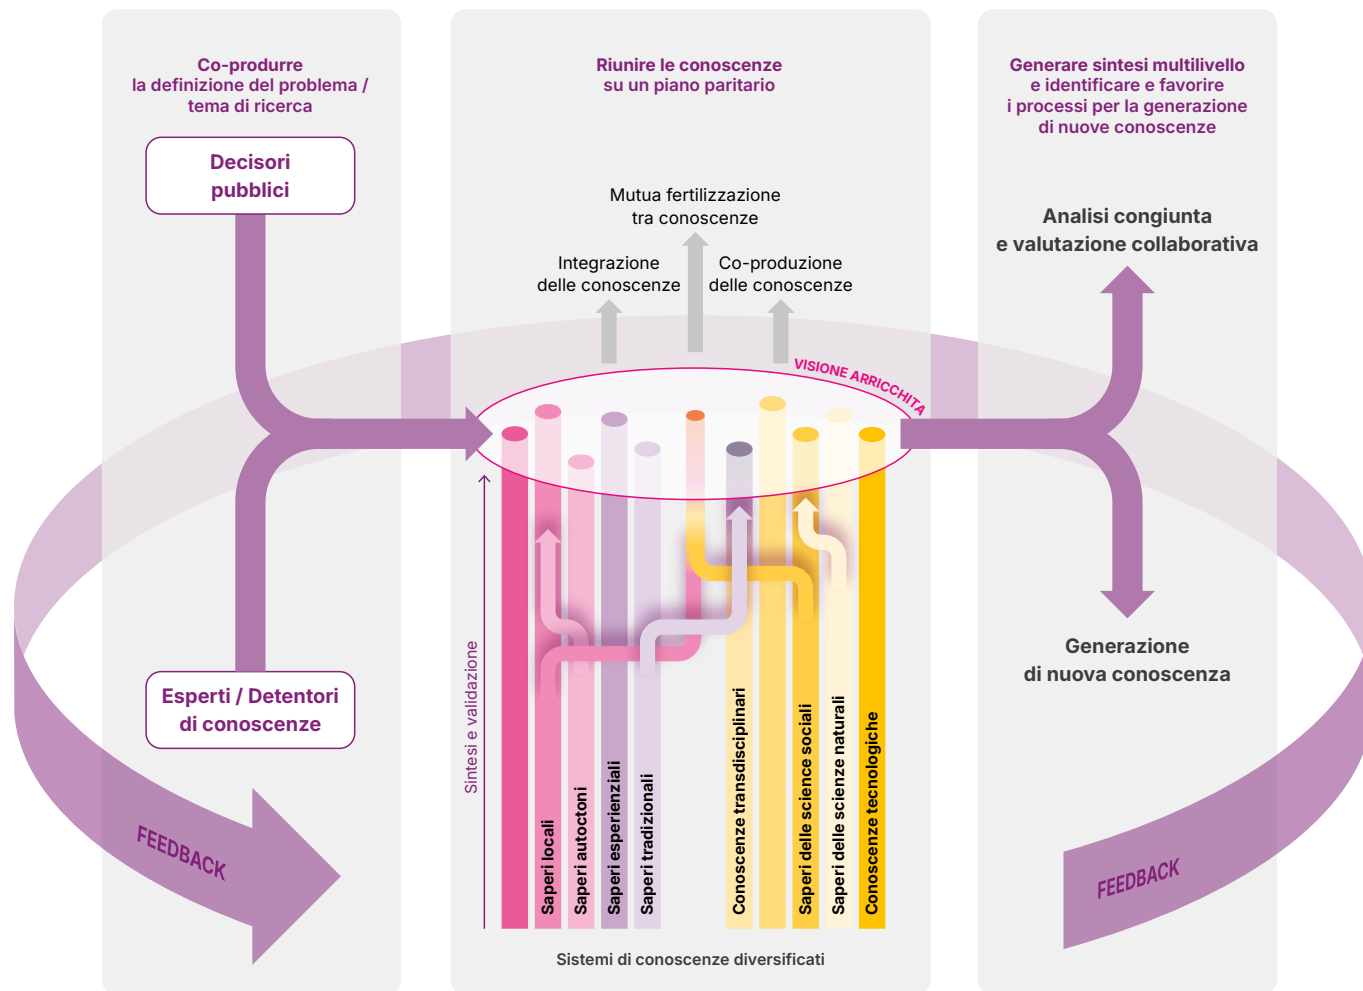 Co-produrre
la definizione del problema /
tema di ricerca
Decisori
pubblici
Esperti / Detentori
di conoscenze
FEEDBACK
Riunire le conoscenze
su un piano paritario
Mutua fertilizzazione
tra conoscenze
Integrazione
delle conoscenze
Co-produzione
delle conoscenze
VISIONE ARRICCHITA
Sintesi e validazione
Saperi locali
Saperi autoctoni
Saperi esperienziali
Saperi tradizionali
Conoscenze transdisciplinari
Saperi delle science sociali
Saperi delle scienze naturali
Conoscenze tecnologiche
Sistemi di conoscenze diversificati
Generare sintesi multilivello
e identificare e favorire
i processi per la generazione
di nuove conoscenze
Analisi congiunta
e valutazione collaborativa
Generazione
di nuova conoscenza
FEEDBACK